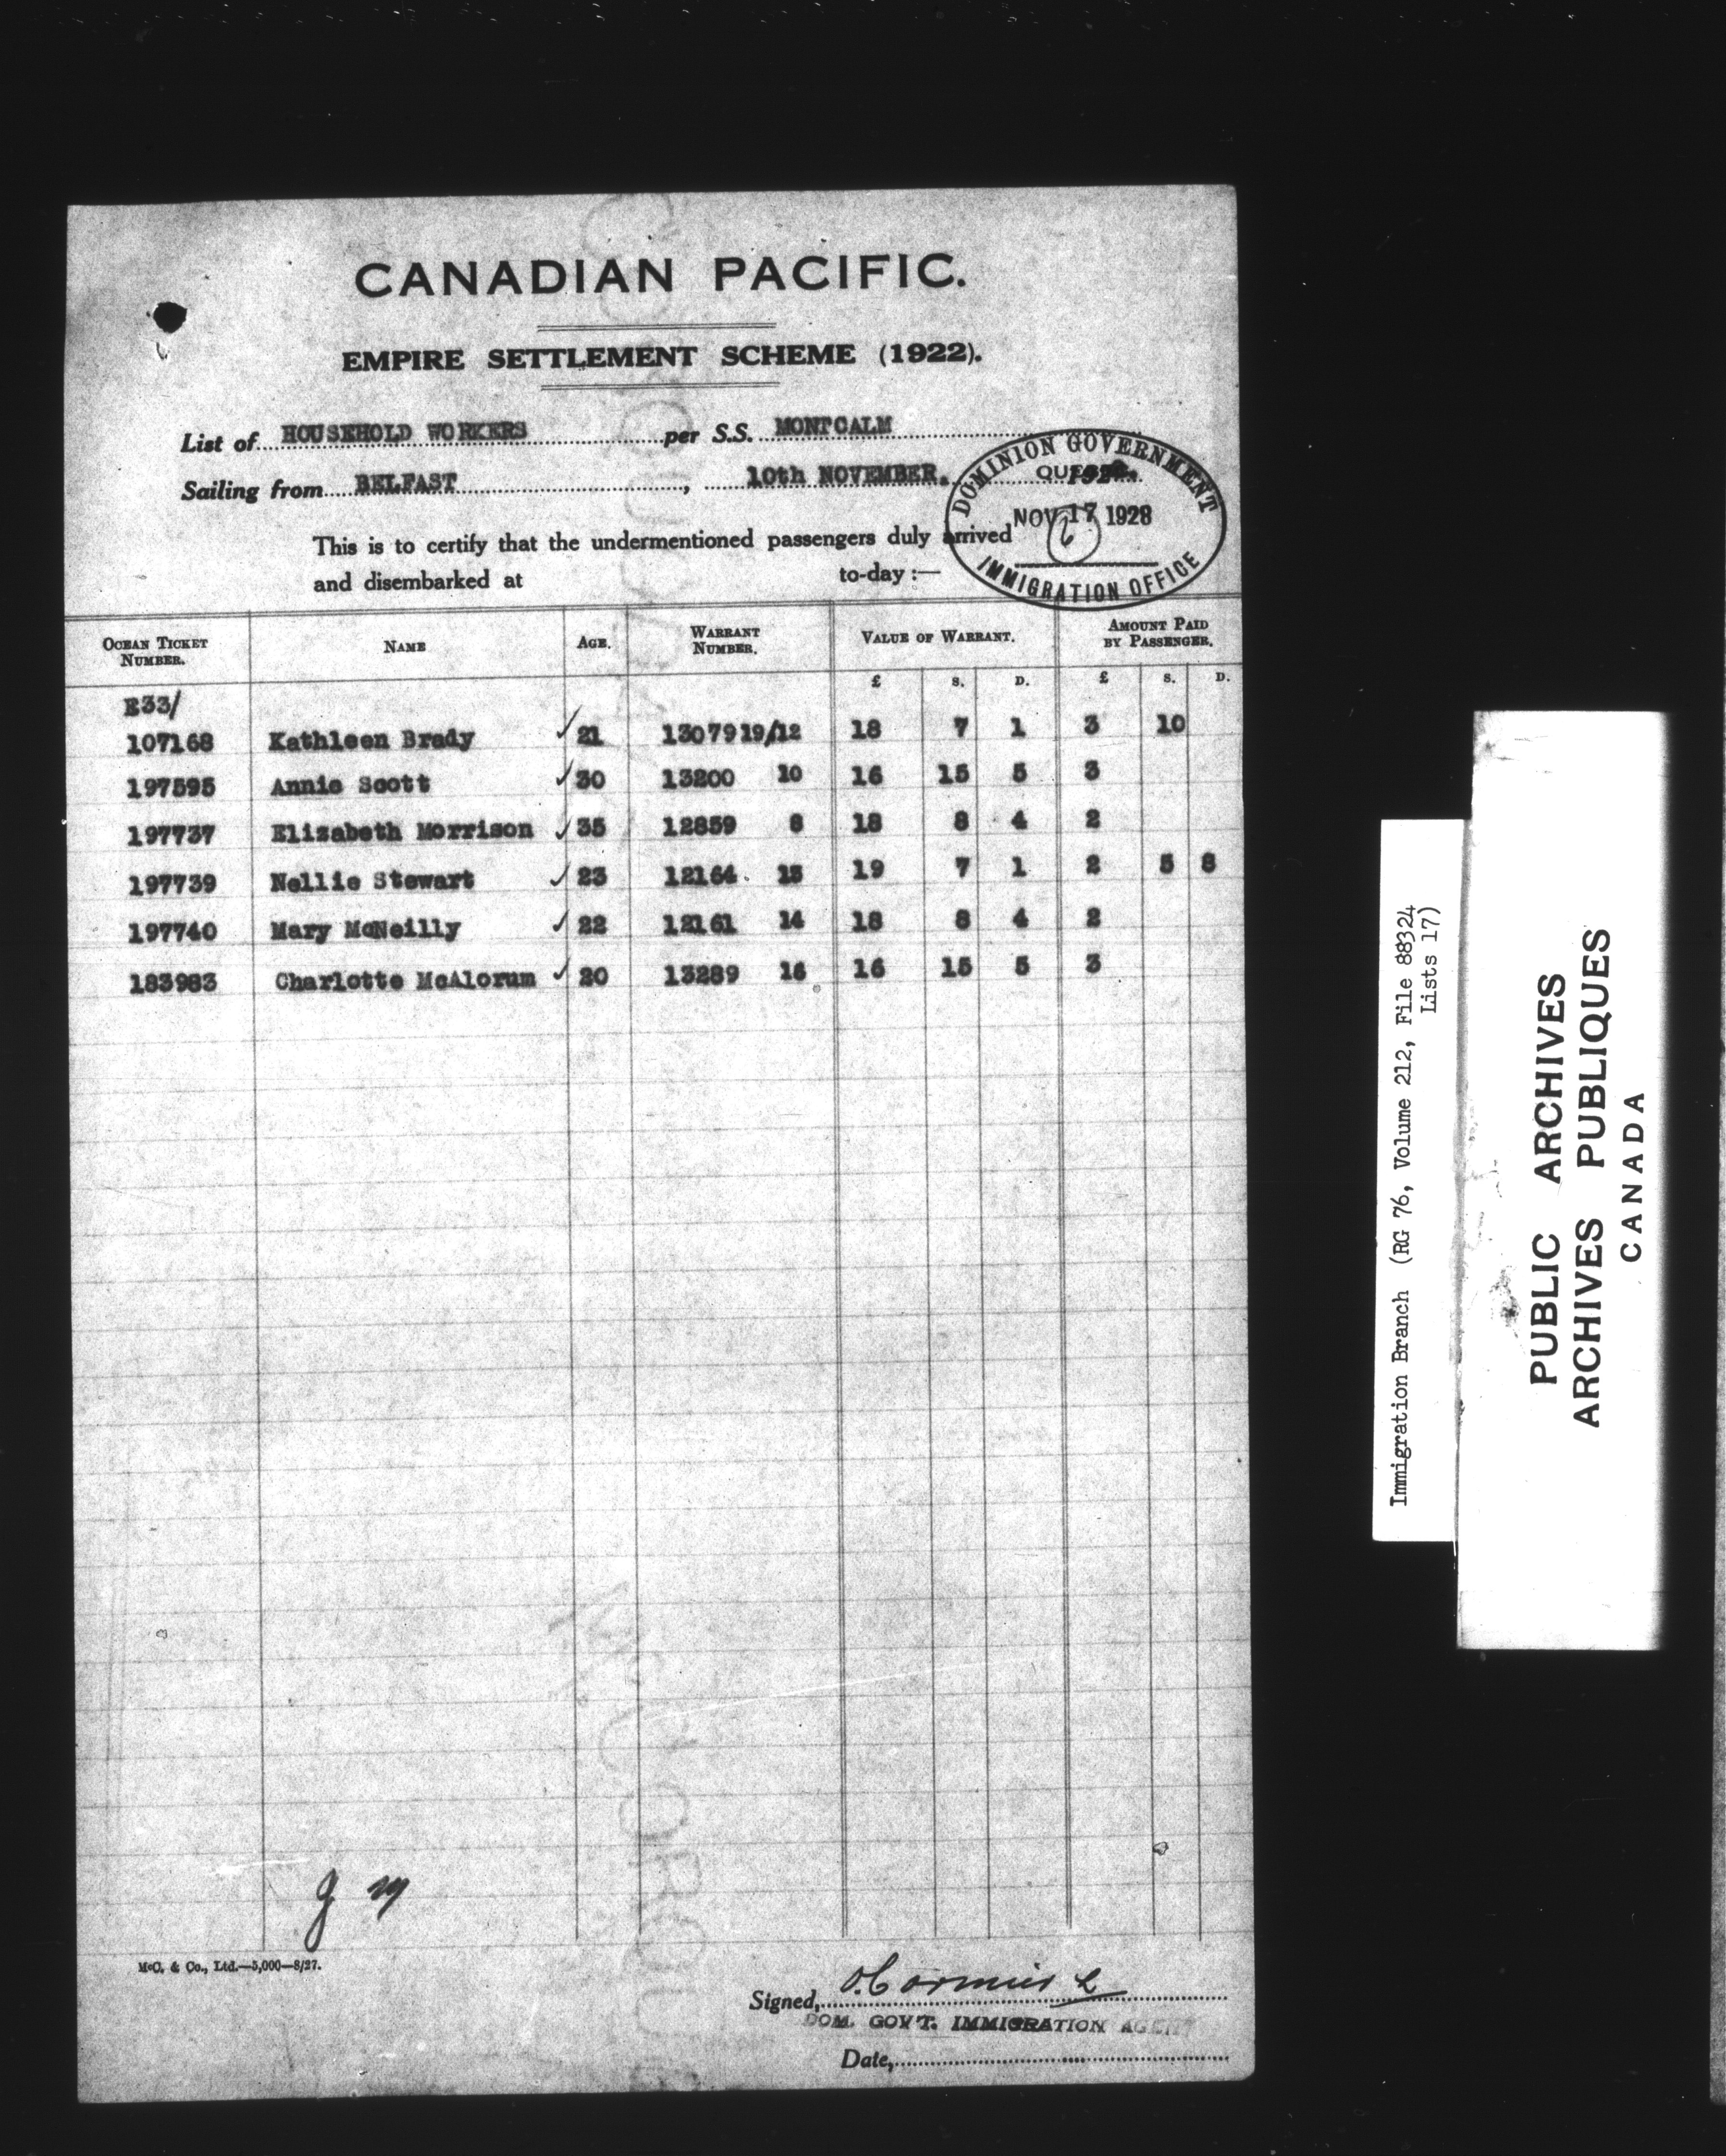 CANADIAN PACIFIC.
EMPIRE SETTLEMENT SCHEME (1922).
List of HOUSEHOLD WORKERS per S.S. MONTCALM
Sailing from BELFAST, 10th NOVEMBER. 1928.
DOMINION GOVERNMENT
NOV 17 1928
6
IMMIGRATION OFFICE
This is to certify that the undermentioned passengers duly arrived
and disembarked at to-day :—
OCEAN TICKET NUMBER. NAME AGE. WARRANT NUMBER. VALUE OF WARRANT. AMOUNT PAID BY PASSENGER.
£ S. D. £ S. D.
E33/
107168 Kathleen Brady ✓ 21 13079 19/12 18 7 1 3 10
197595 Annie Scott ✓ 30 13200 10 16 15 5 3
197737 Elizabeth Morrison ✓ 35 12859 8 18 8 4 2
197739 Nellie Stewart ✓ 23 12164 13 19 7 1 2 5 8
197740 Mary McNeilly ✓ 22 12161 14 18 8 4 2
183983 Charlotte McAlorum ✓ 20 13289 16 16 15 5 3
McC. & Co., Ltd.—5,000—8/27.
Signed, O. Cormier
DOM. GOV'T. IMMIGRATION AGENT
Date,
Immigration Branch (RG 76, Volume 212, File 88324
Lists 17)
PUBLIC ARCHIVES
ARCHIVES PUBLIQUES
CANADA